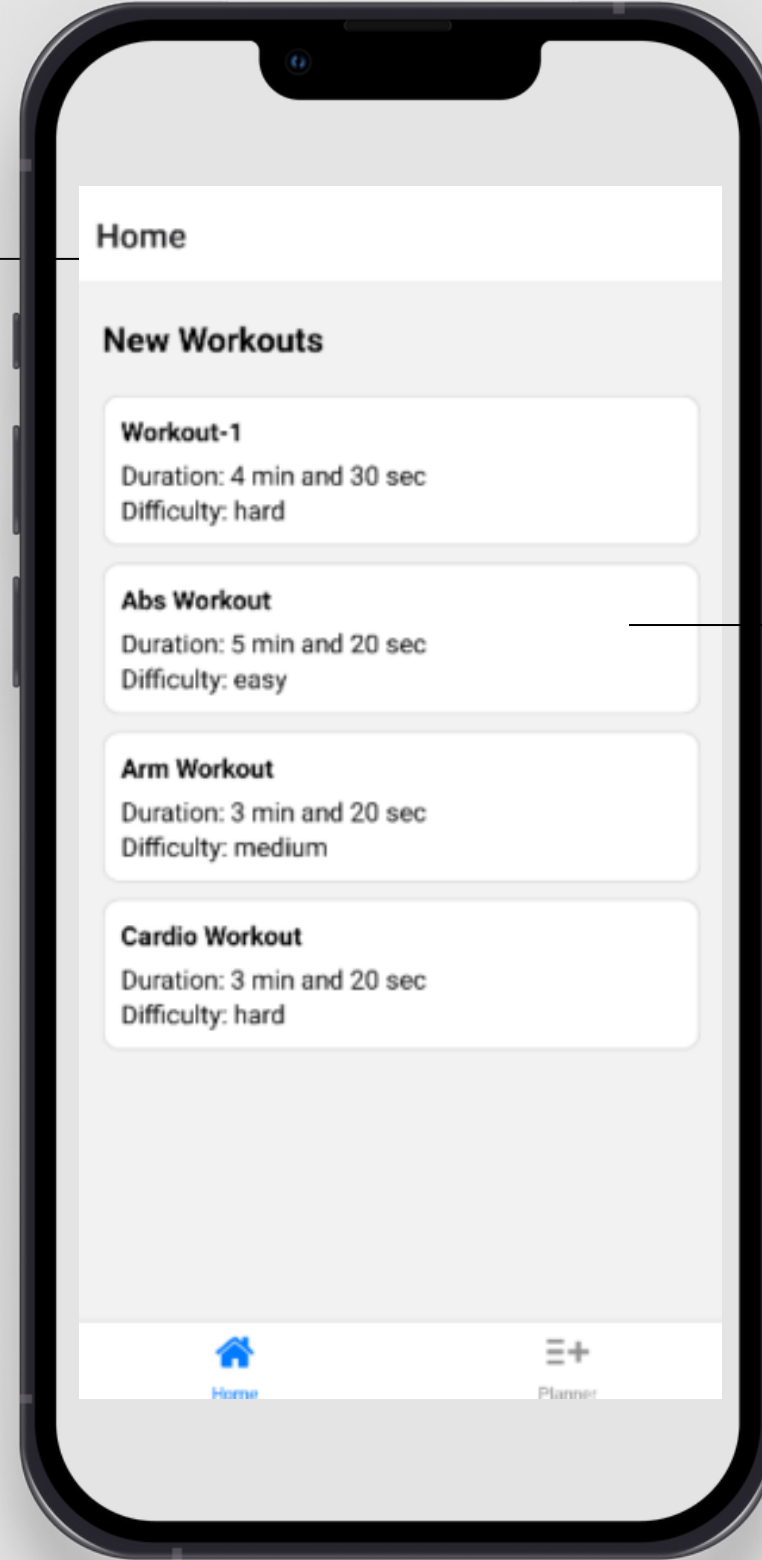 Home
New Workouts
Workout-1
Duration: 4 min and 30 sec
Difficulty: hard
Abs Workout
Duration: 5 min and 20 sec
Difficulty: easy
Arm Workout
Duration: 3 min and 20 sec
Difficulty: medium
Cardio Workout
Duration: 3 min and 20 sec
Difficulty: hard
Home Planner